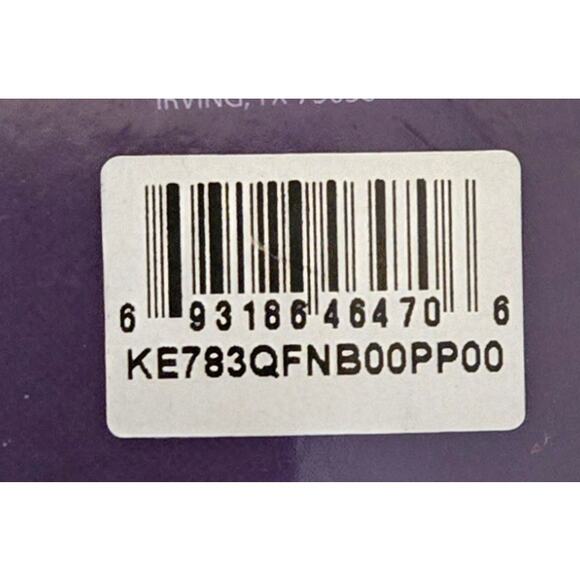 IRVING, TX
6 93186 46470 6
KE783QFNB00PP00